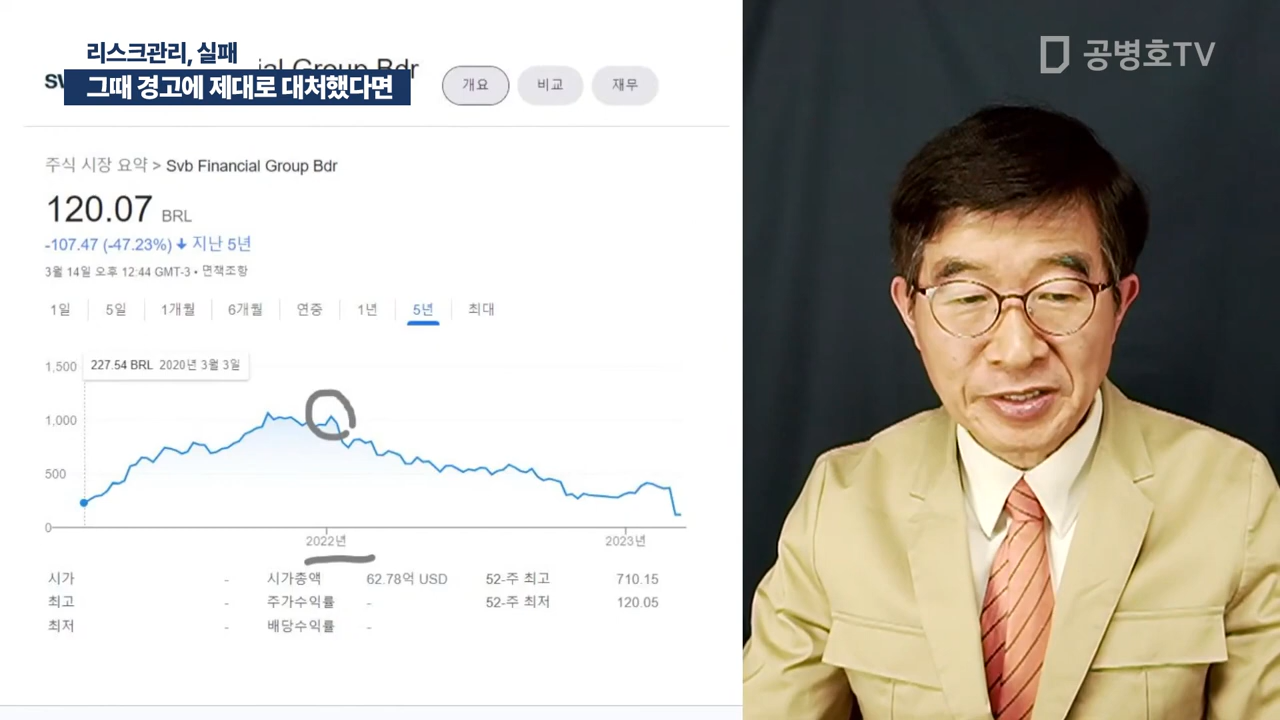 리스크관리, 실패
그때 경고에 제대로 대처했다면
ial Group Bdr
개요
비교
재무
공병호TV
주식 시장 요약 > Svb Financial Group Bdr
120.07 BRL
-107.47 (-47.23%) ↓ 지난 5년
3월 14일 오후 12:44 GMT-3 • 면책조항
1일 5일 1개월 6개월 연중 1년 5년 최대
227.54 BRL 2020년 3월 3일
1,500
1,000
500
0
2022년 2023년
시가 - 시가총액 62.78억 USD 52-주 최고 710.15
최고 - 주가수익률 - 52-주 최저 120.05
최저 - 배당수익률 -